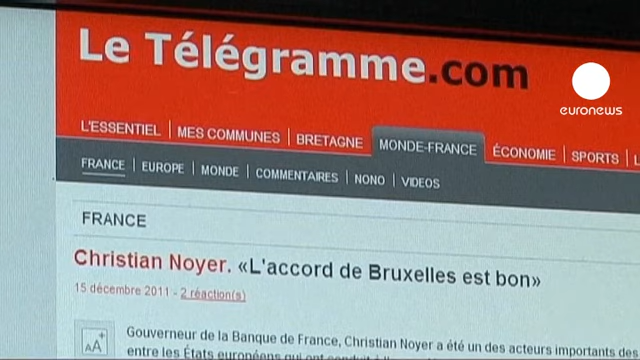 Le Télégramme.com
euronews
L'ESSENTIEL MES COMMUNES BRETAGNE MONDE-FRANCE ÉCONOMIE SPORTS
FRANCE EUROPE MONDE COMMENTAIRES NONO VIDEOS
FRANCE
Christian Noyer. «L'accord de Bruxelles est bon»
15 décembre 2011 - 2 réaction(s)
AA+
Gouverneur de la Banque de France, Christian Noyer a été un des acteurs importants des
entre les États européens qui ont